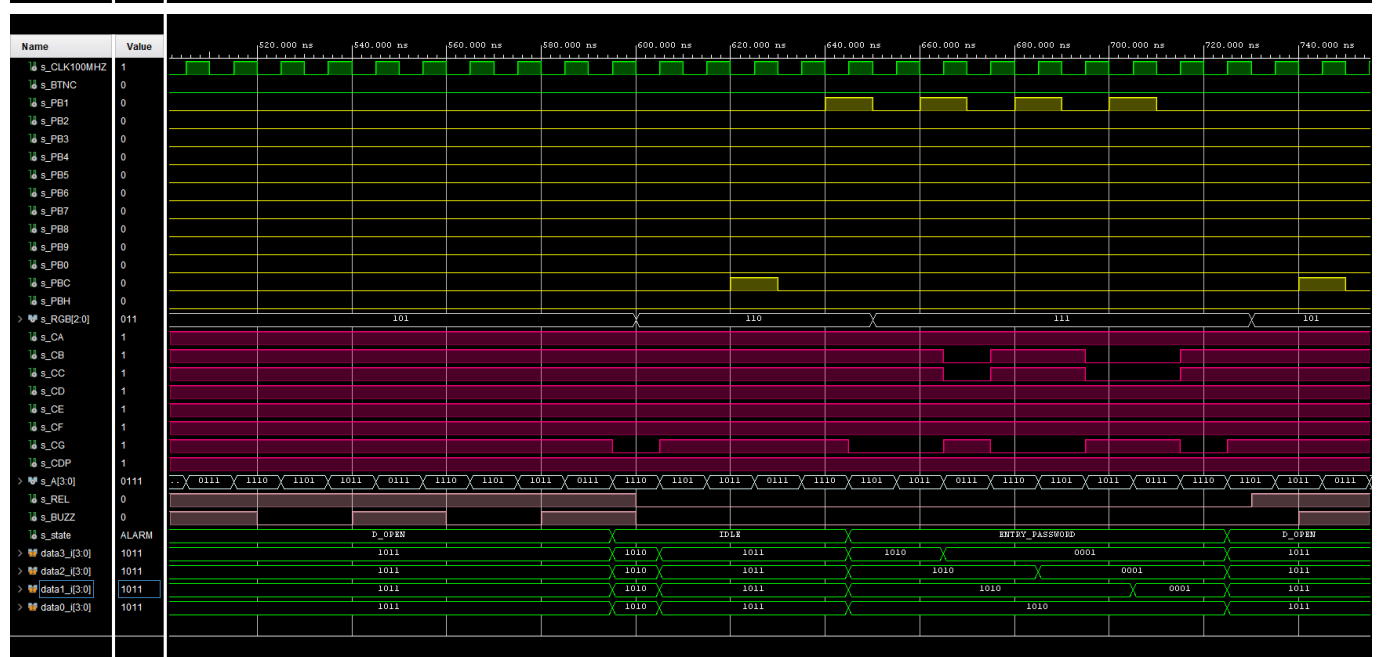 Name Value 520.000 ns 540.000 ns 560.000 ns 580.000 ns 600.000 ns 620.000 ns 640.000 ns 660.000 ns 680.000 ns 700.000 ns 720.000 ns 740.000 ns
s_CLK100MHZ 1
s_BTNC 0
s_PB1 0
s_PB2 0
s_PB3 0
s_PB4 0
s_PB5 0
s_PB6 0
s_PB7 0
s_PB8 0
s_PB9 0
s_PB0 0
s_PBC 0
s_PBH 0
> s_RGB[2:0] 011 101 110 111 101
s_CA 1
s_CB 1
s_CC 1
s_CD 1
s_CE 1
s_CF 1
s_CG 1
s_CDP 1
> s_A[3:0] 0111 .. 0111 1110 1101 1011 0111 1110 1101 1011 0111 1110 1101 1011 0111 1110 1101 1011 0111 1110 1101 1011 0111 1110 1101 1011 0111
s_REL 0
s_BUZZ 0
s_state ALARM D_OPEN IDLE ENTRY_PASSWORD D_OPEN
> data3_i[3:0] 1011 1011 1010 1011 1010 0001 1011
> data2_i[3:0] 1011 1011 1010 1011 1010 0001 1011
> data1_i[3:0] 1011 1011 1010 1011 1010 0001 1011
> data0_i[3:0] 1011 1011 1010 1011 1010 1011